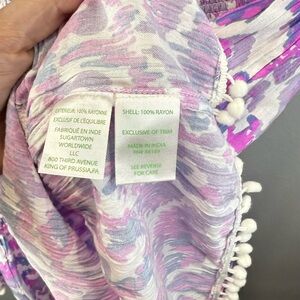 EXTERIEUR: 100% RAYONNE
EXCLUSIF DE L'ÉQUILIBRE
FABRIQUÉ EN INDE
SUGARTOWN
WORLDWIDE
LLC
800 THIRD AVENUE
KING OF PRUSSIA,PA
SHELL: 100% RAYON
EXCLUSIVE OF TRIM
MADE IN INDIA
SEE REVERSE
FOR CARE